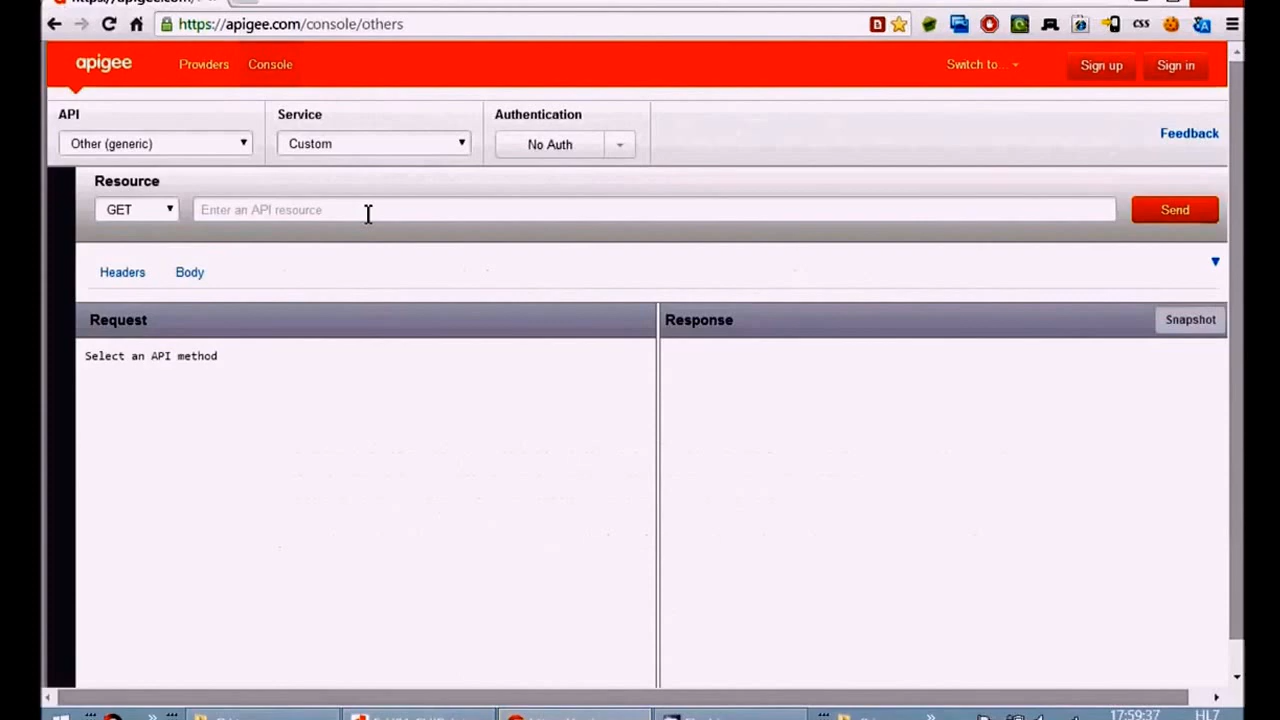 https://apigee.com/console/others
CSS
apigee
Providers
Console
Switch to...
Sign up
Sign in
API
Service
Authentication
Other (generic)
Custom
No Auth
Feedback
Resource
GET
Enter an API resource
Send
Headers
Body
Request
Response
Snapshot
Select an API method
17:59:37
HL7